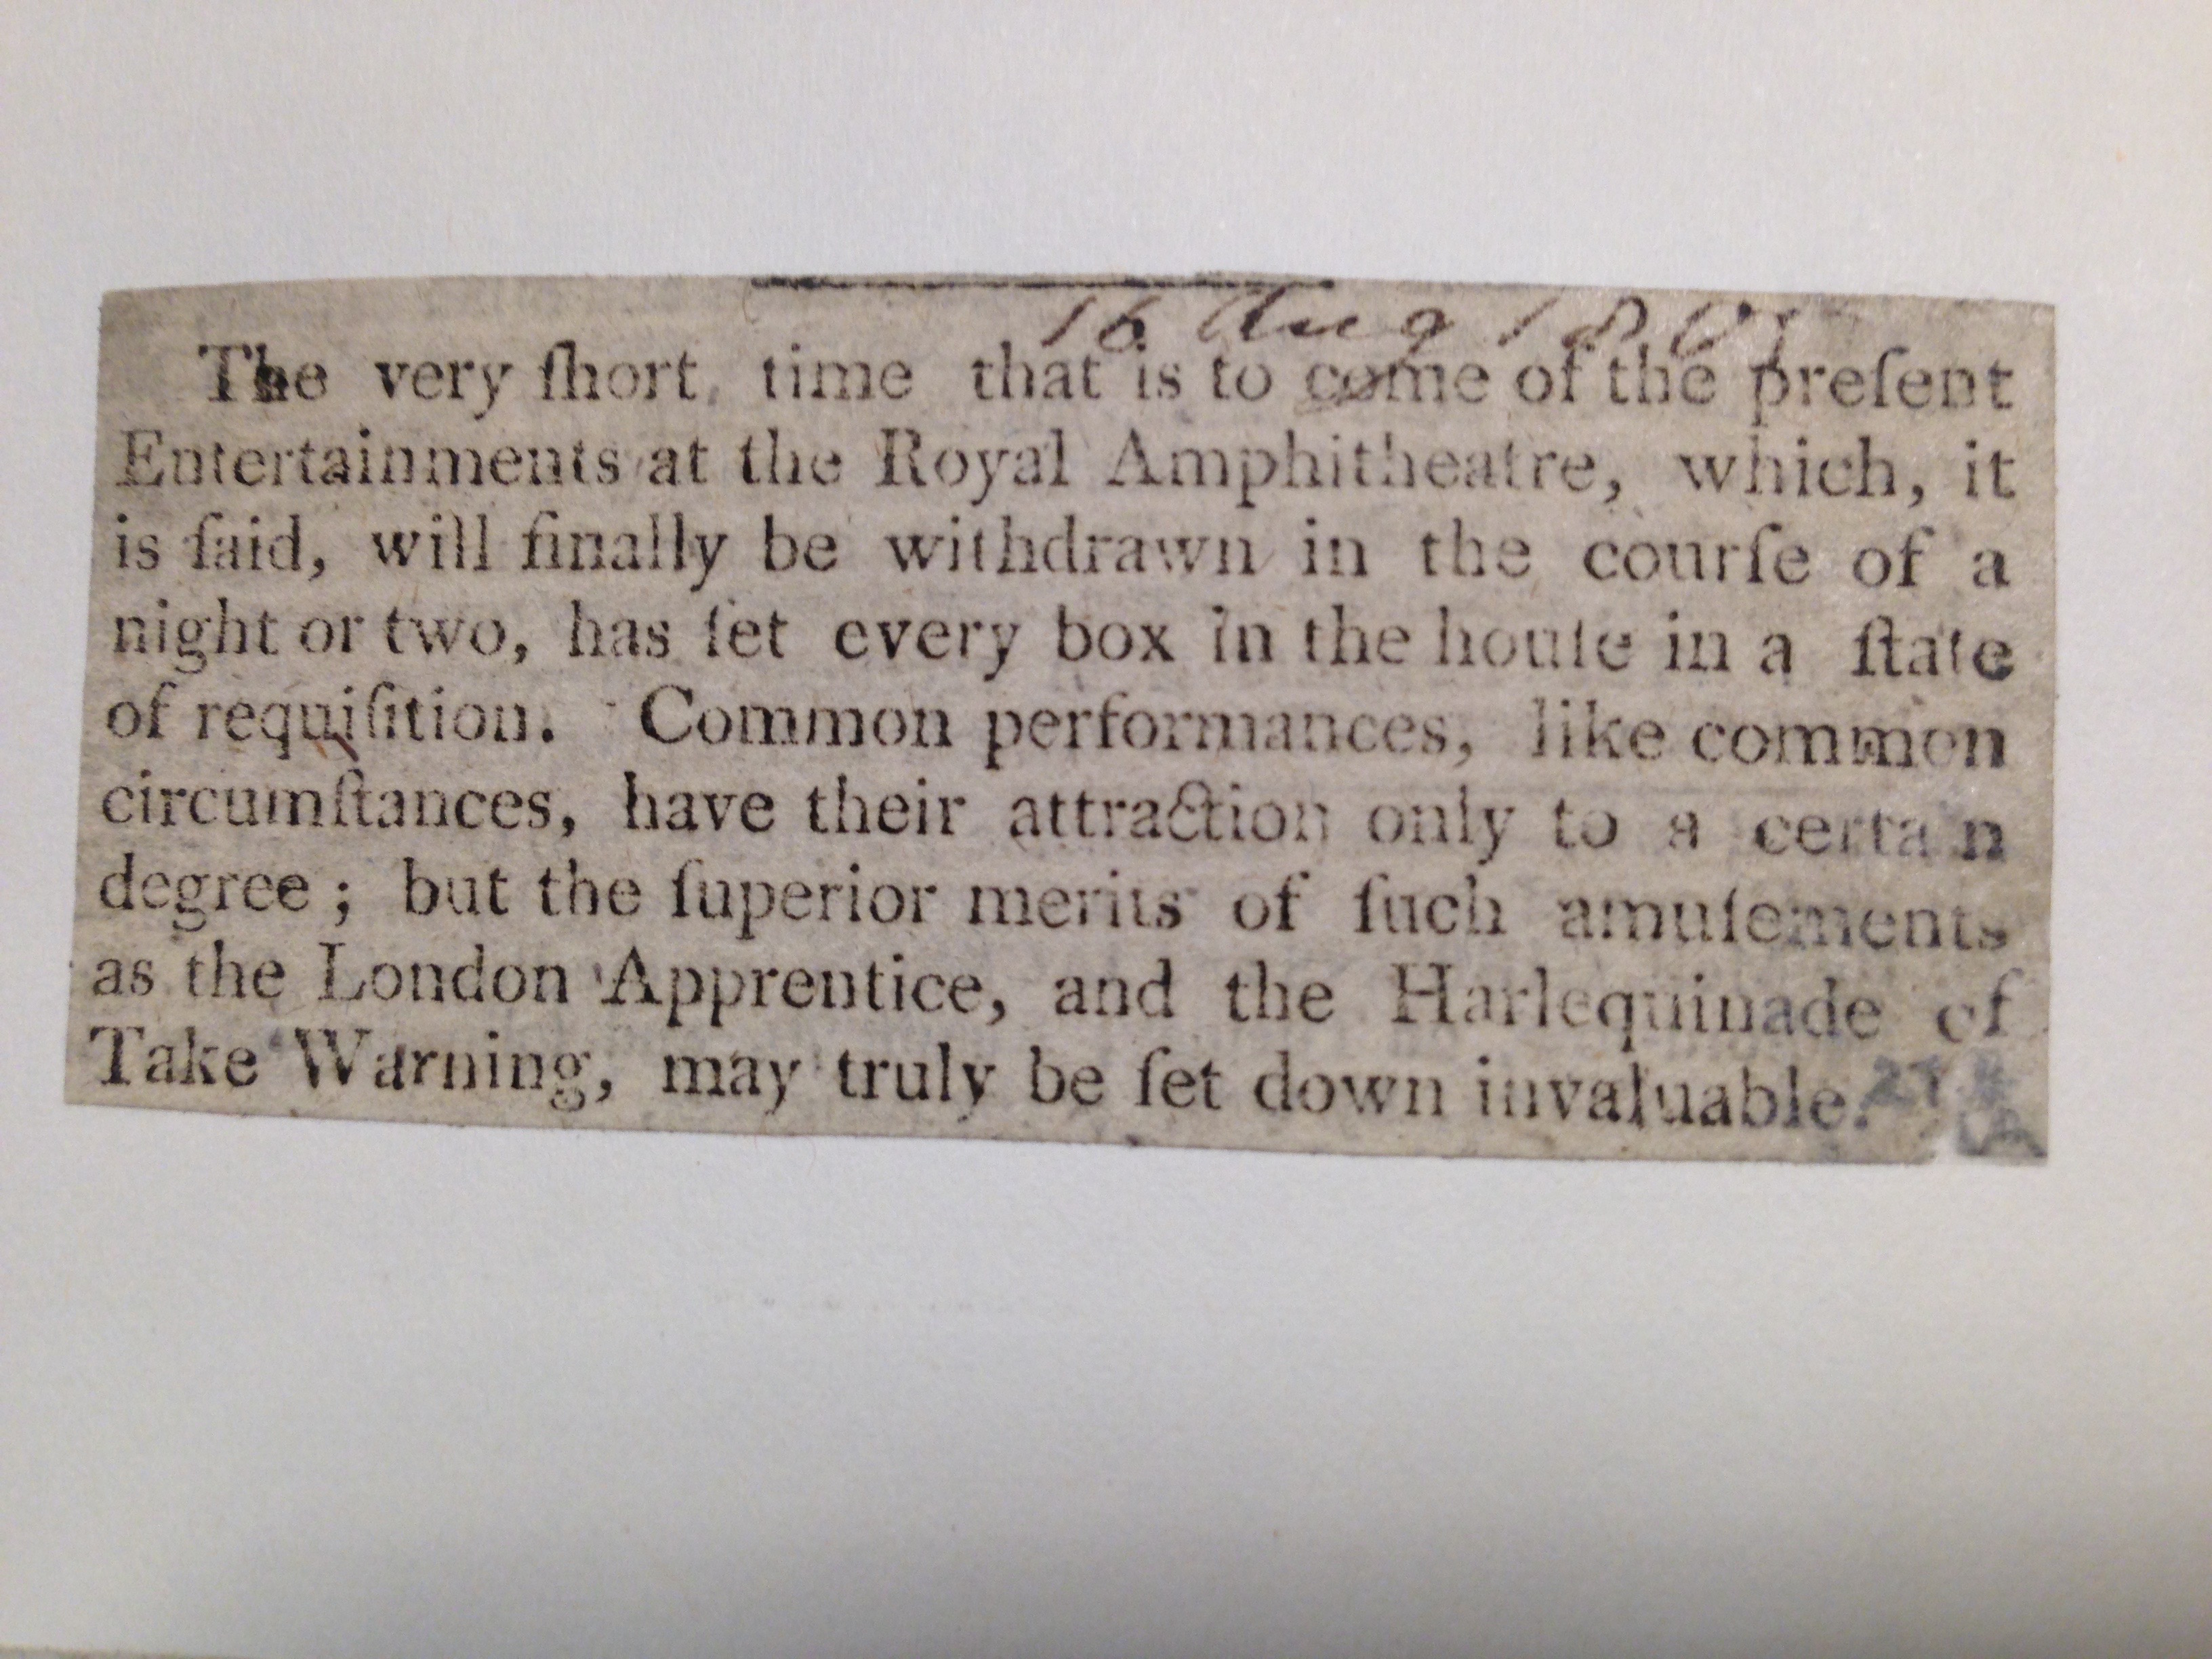 16 Aug 1801
The very ſhort time that is to come of the preſent
Entertainments at the Royal Amphitheatre, which, it
is ſaid, will finally be withdrawn in the courſe of a
night or two, has ſet every box in the houſe in a ſtate
of requiſition. Common performances, like common
circumſtances, have their attraction only to a certain
degree; but the ſuperior merits of ſuch amuſements
as the London Apprentice, and the Harlequinade of
Take Warning, may truly be ſet down invaluable.